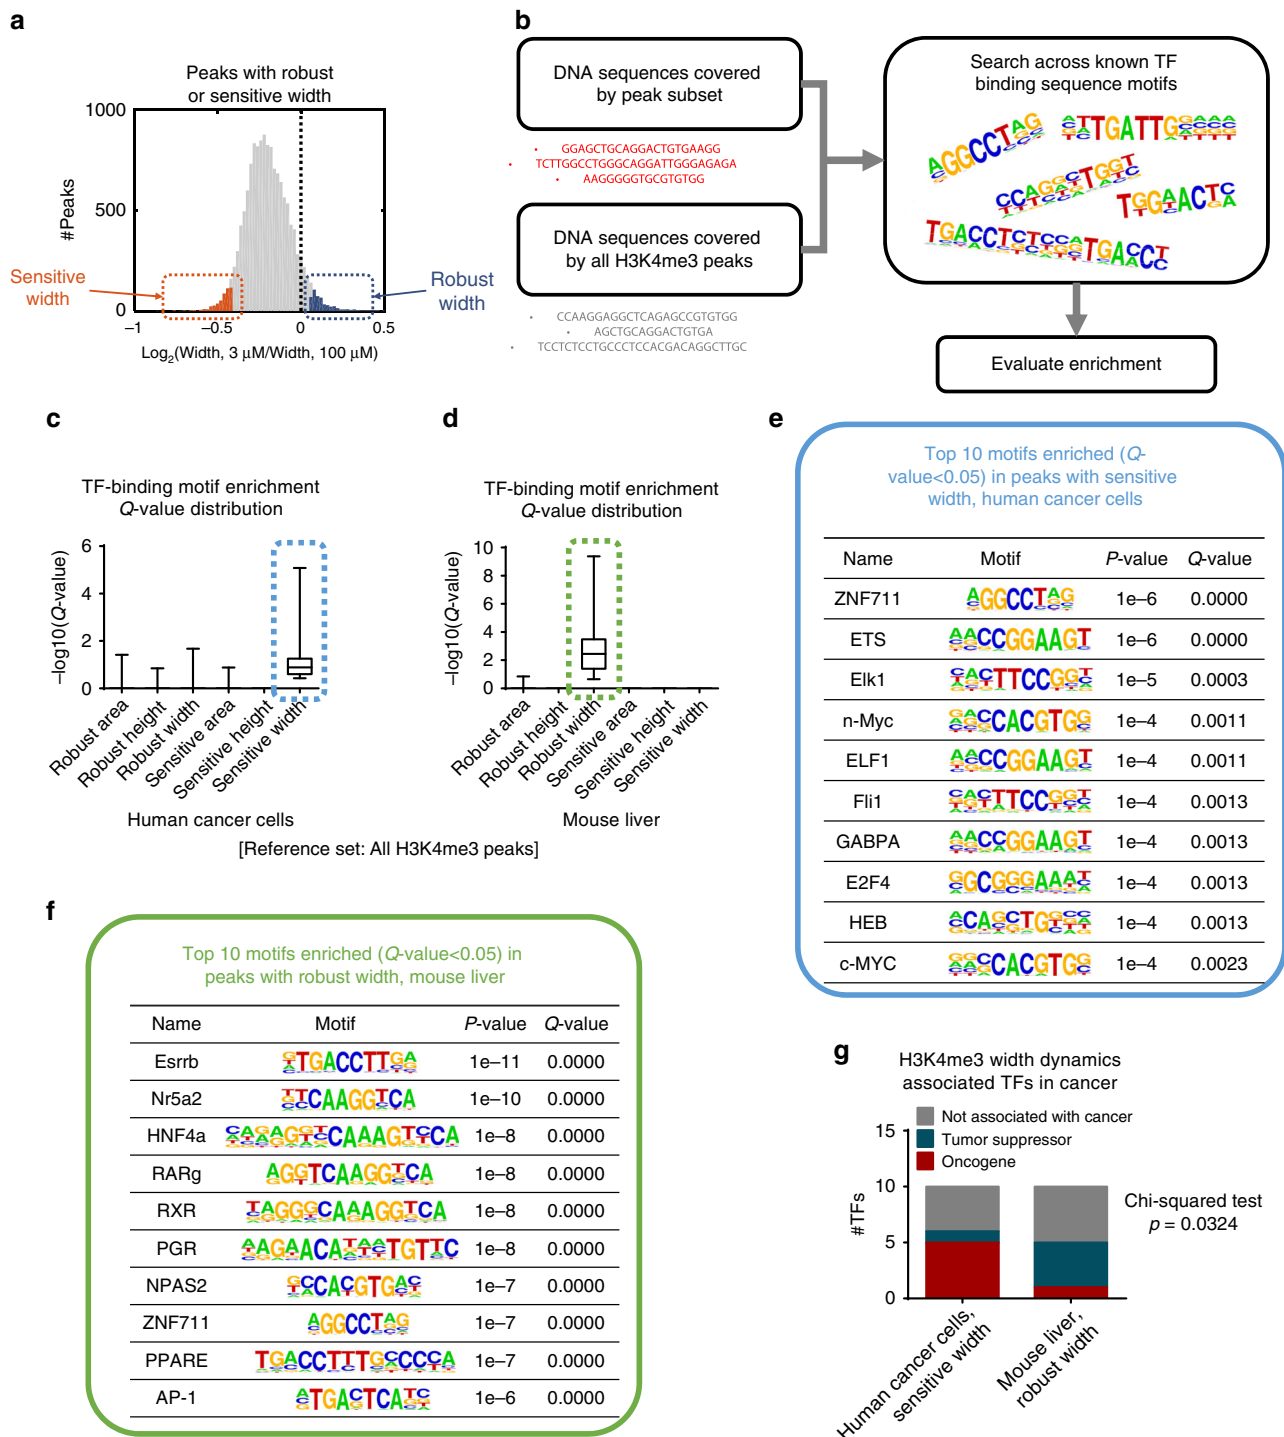 a
Peaks with robust
or sensitive width
1000
500
0
#Peaks
Sensitive
width
Robust
width
−1
−0.5
0
0.5
Log2(Width, 3 μM/Width, 100 μM)
b
DNA sequences covered
by peak subset
GGAGCTGCAGGACTGTGAAGG
TCTTGGCCTGGGCAGGATTGGGAGAGA
AAGGGGGTGCGTGTGG
DNA sequences covered
by all H3K4me3 peaks
CCAAGGAGGCTCAGAGCCGTGTGG
AGCTGCAGGACTGTGA
TCCTCTCCTGCCCTCCACGACAGGCTTGC
Search across known TF
binding sequence motifs
Evaluate enrichment
c
TF-binding motif enrichment
Q-value distribution
−log10(Q-value)
6
4
2
0
Robust area
Robust height
Robust width
Sensitive area
Sensitive height
Sensitive width
Human cancer cells
d
TF-binding motif enrichment
Q-value distribution
−log10(Q-value)
10
8
6
4
2
0
Robust area
Robust height
Robust width
Sensitive area
Sensitive height
Sensitive width
Mouse liver
[Reference set: All H3K4me3 peaks]
e
Top 10 motifs enriched (Q-
value<0.05) in peaks with sensitive
width, human cancer cells
Name Motif P-value Q-value
ZNF711 1e−6 0.0000
ETS 1e−6 0.0000
Elk1 1e−5 0.0003
n-Myc 1e−4 0.0011
ELF1 1e−4 0.0011
Fli1 1e−4 0.0013
GABPA 1e−4 0.0013
E2F4 1e−4 0.0013
HEB 1e−4 0.0013
c-MYC 1e−4 0.0023
f
Top 10 motifs enriched (Q-value<0.05) in
peaks with robust width, mouse liver
Name Motif P-value Q-value
Esrrb 1e−11 0.0000
Nr5a2 1e−10 0.0000
HNF4a 1e−8 0.0000
RARg 1e−8 0.0000
RXR 1e−8 0.0000
PGR 1e−8 0.0000
NPAS2 1e−7 0.0000
ZNF711 1e−7 0.0000
PPARE 1e−7 0.0000
AP-1 1e−6 0.0000
g
H3K4me3 width dynamics
associated TFs in cancer
Not associated with cancer
Tumor suppressor
Oncogene
15
10
5
0
#TFs
Chi-squared test
p = 0.0324
Human cancer cells,
sensitive width
Mouse liver,
robust width